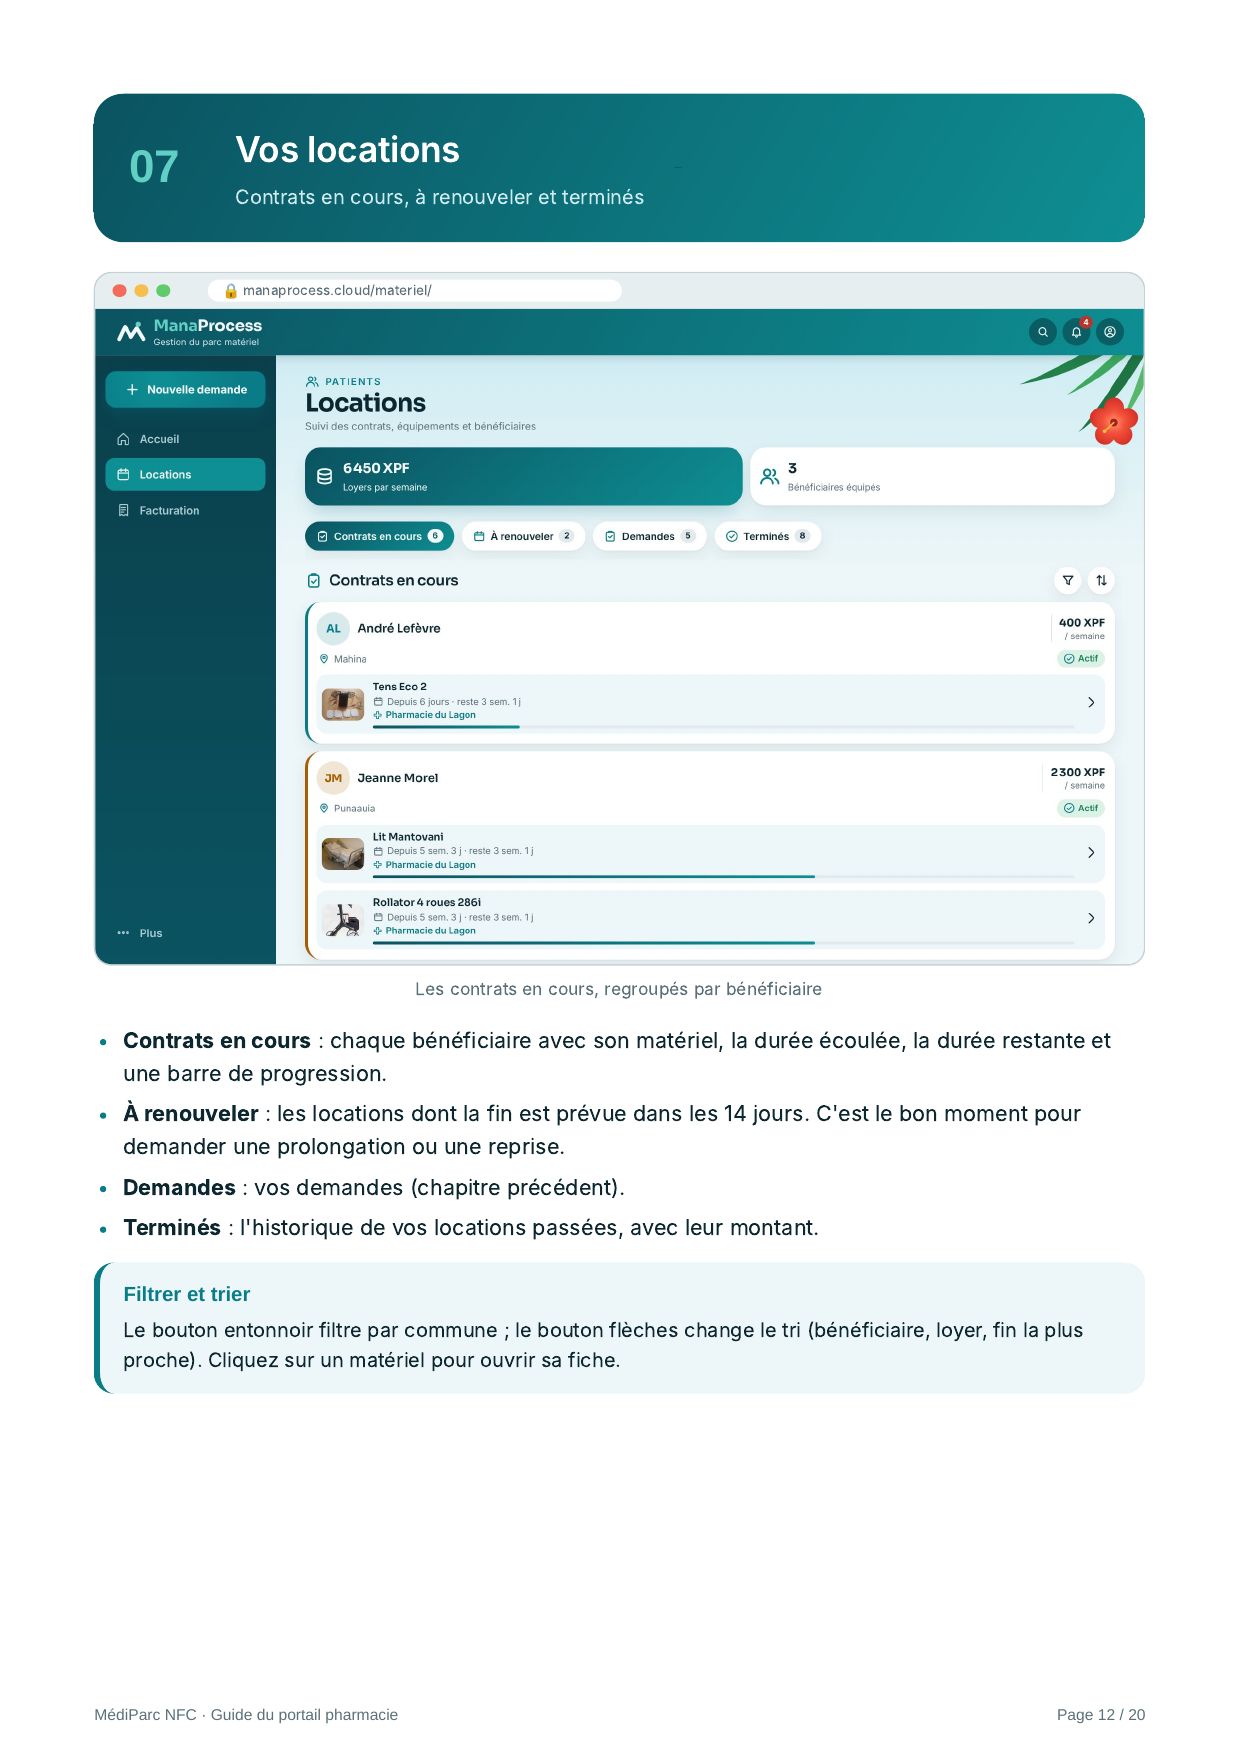 07
Vos locations
Contrats en cours, à renouveler et terminés
manaprocess.cloud/materiel/
ManaProcess
Gestion du parc matériel
4
Nouvelle demande
Accueil
Locations
Facturation
Plus
PATIENTS
Locations
Suivi des contrats, équipements et bénéficiaires
6 450 XPF
Loyers par semaine
3
Bénéficiaires équipés
Contrats en cours 6
À renouveler 2
Demandes 5
Terminés 8
Contrats en cours
AL André Lefèvre
400 XPF
/ semaine
Mahina
Actif
Tens Eco 2
Depuis 6 jours · reste 3 sem. 1 j
Pharmacie du Lagon
JM Jeanne Morel
2 300 XPF
/ semaine
Punaauia
Actif
Lit Mantovani
Depuis 5 sem. 3 j · reste 3 sem. 1 j
Pharmacie du Lagon
Rollator 4 roues 286i
Depuis 5 sem. 3 j · reste 3 sem. 1 j
Pharmacie du Lagon
Les contrats en cours, regroupés par bénéficiaire
• Contrats en cours : chaque bénéficiaire avec son matériel, la durée écoulée, la durée restante et
une barre de progression.
• À renouveler : les locations dont la fin est prévue dans les 14 jours. C'est le bon moment pour
demander une prolongation ou une reprise.
• Demandes : vos demandes (chapitre précédent).
• Terminés : l'historique de vos locations passées, avec leur montant.
Filtrer et trier
Le bouton entonnoir filtre par commune ; le bouton flèches change le tri (bénéficiaire, loyer, fin la plus
proche). Cliquez sur un matériel pour ouvrir sa fiche.
MédiParc NFC · Guide du portail pharmacie
Page 12 / 20